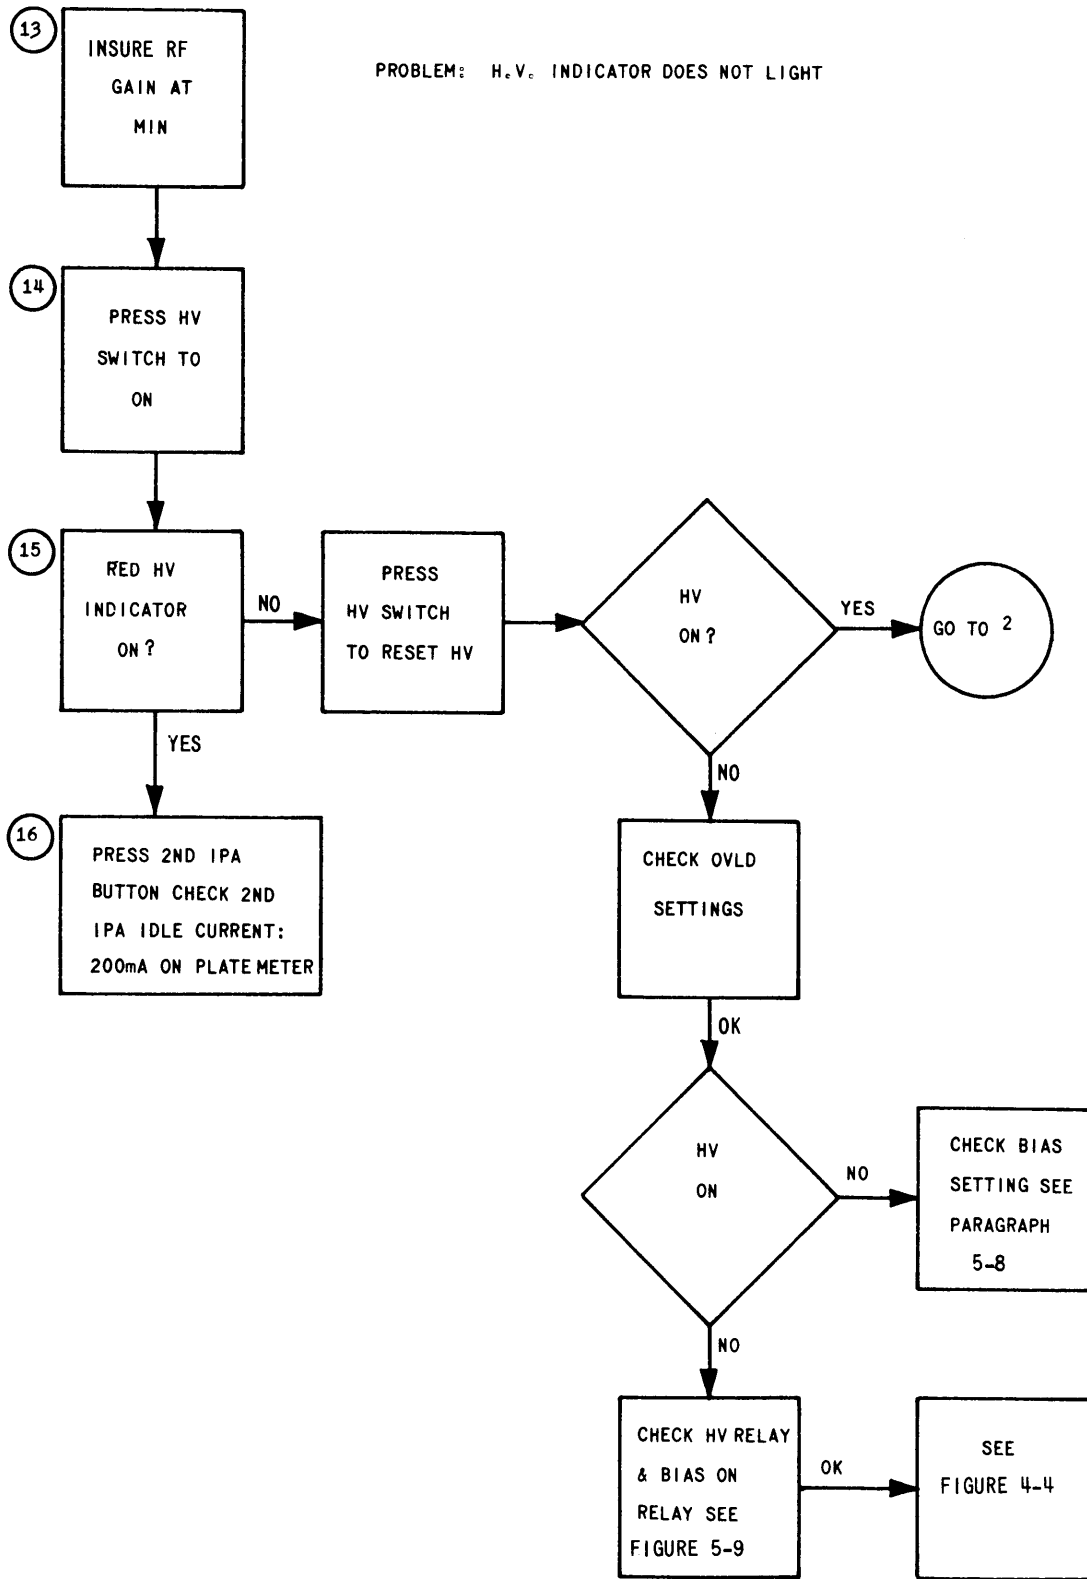 13
INSURE RF
GAIN AT
MIN
PROBLEM: H.V. INDICATOR DOES NOT LIGHT
14
PRESS HV
SWITCH TO
ON
15
RED HV
INDICATOR
ON?
NO
PRESS
HV SWITCH
TO RESET HV
HV
ON?
YES
GO TO 2
YES
NO
16
PRESS 2ND IPA
BUTTON CHECK 2ND
IPA IDLE CURRENT:
200mA ON PLATE METER
CHECK OVLD
SETTINGS
OK
HV
ON
NO
CHECK BIAS
SETTING SEE
PARAGRAPH
5-8
NO
CHECK HV RELAY
& BIAS ON
RELAY SEE
FIGURE 5-9
OK
SEE
FIGURE 4-4